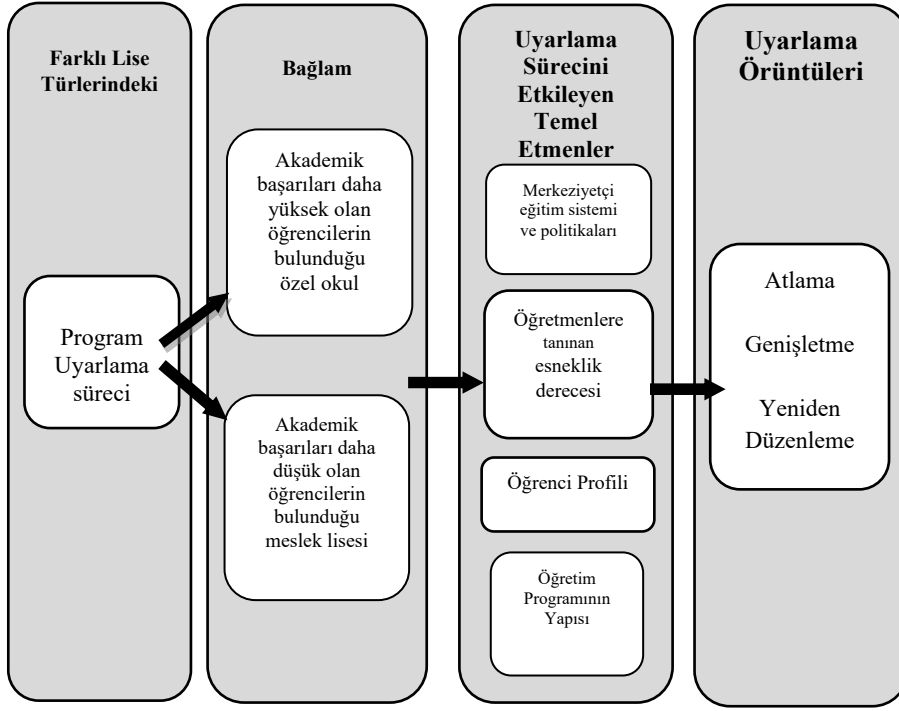 Farklı Lise
Türlerindeki
Program
Uyarlama
süreci
Bağlam
Akademik
başarıları daha
yüksek olan
öğrencilerin
bulunduğu
özel okul
Akademik
başarıları daha
düşük olan
öğrencilerin
bulunduğu
meslek lisesi
Uyarlama
Sürecini
Etkileyen
Temel
Etmenler
Merkeziyetçi
eğitim sistemi
ve politikaları
Öğretmenlere
tanınan
esneklik
derecesi
Öğrenci Profili
Öğretim
Programının
Yapısı
Uyarlama
Örüntüleri
Atlama
Genişletme
Yeniden
Düzenleme